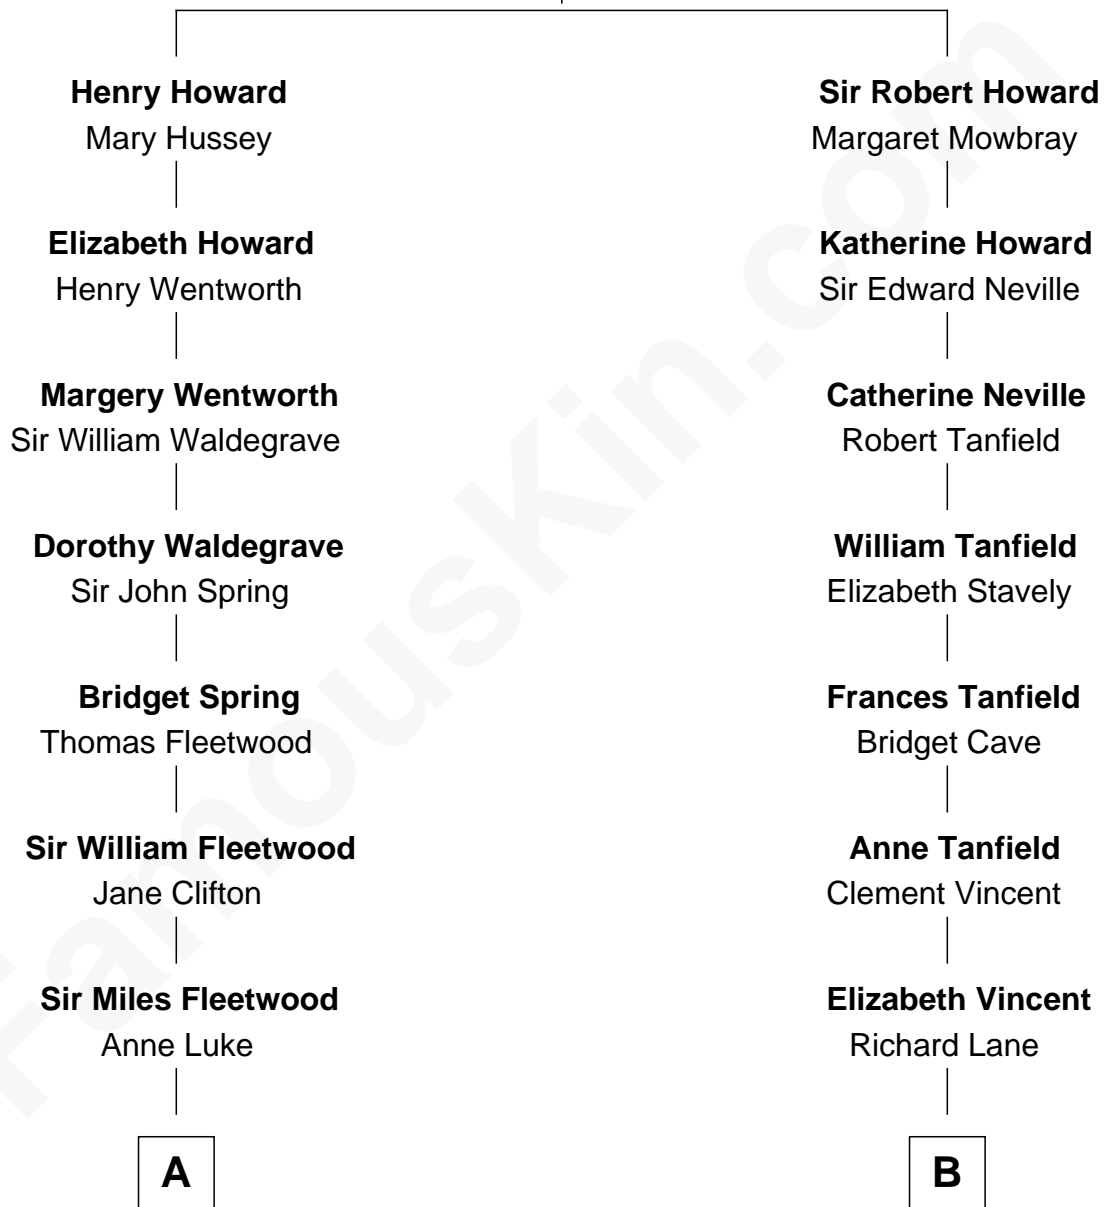 Henry Howard
Mary Hussey
Elizabeth Howard
Henry Wentworth
Margery Wentworth
Sir William Waldegrave
Dorothy Waldegrave
Sir John Spring
Bridget Spring
Thomas Fleetwood
Sir William Fleetwood
Jane Clifton
Sir Miles Fleetwood
Anne Luke
A
Sir Robert Howard
Margaret Mowbray
Katherine Howard
Sir Edward Neville
Catherine Neville
Robert Tanfield
William Tanfield
Elizabeth Stavely
Frances Tanfield
Bridget Cave
Anne Tanfield
Clement Vincent
Elizabeth Vincent
Richard Lane
B
FamousKin.com